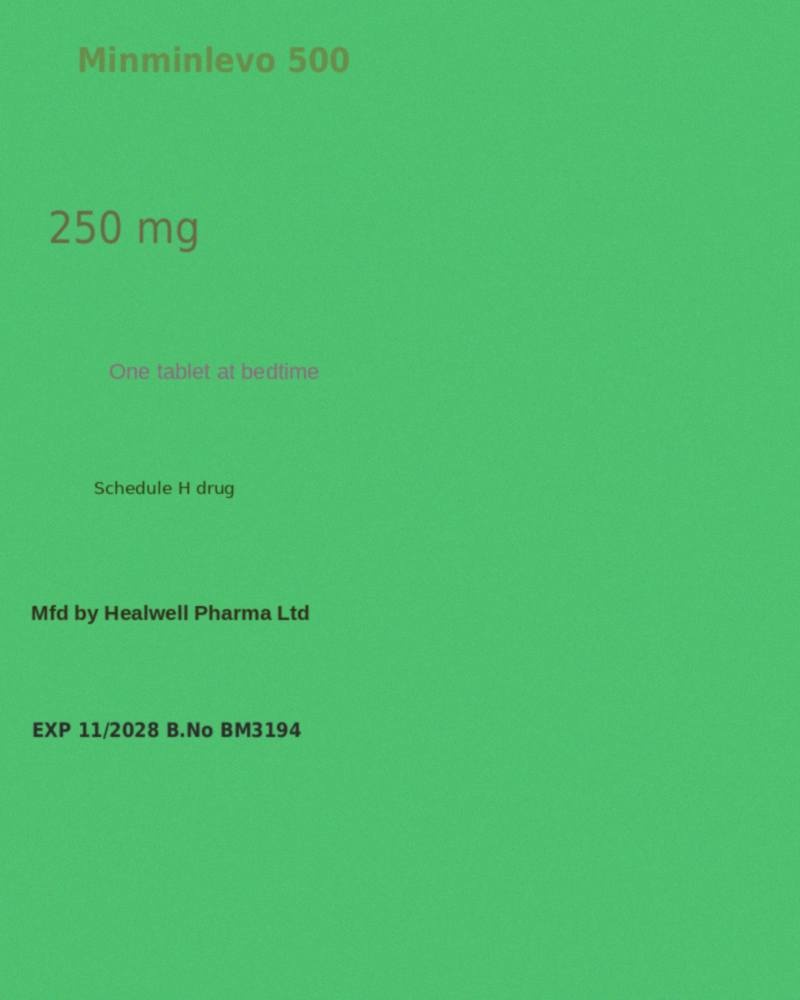 Minminlevo 500
250 mg
One tablet at bedtime
Schedule H drug
Mfd by Healwell Pharma Ltd
EXP 11/2028 B.No BM3194